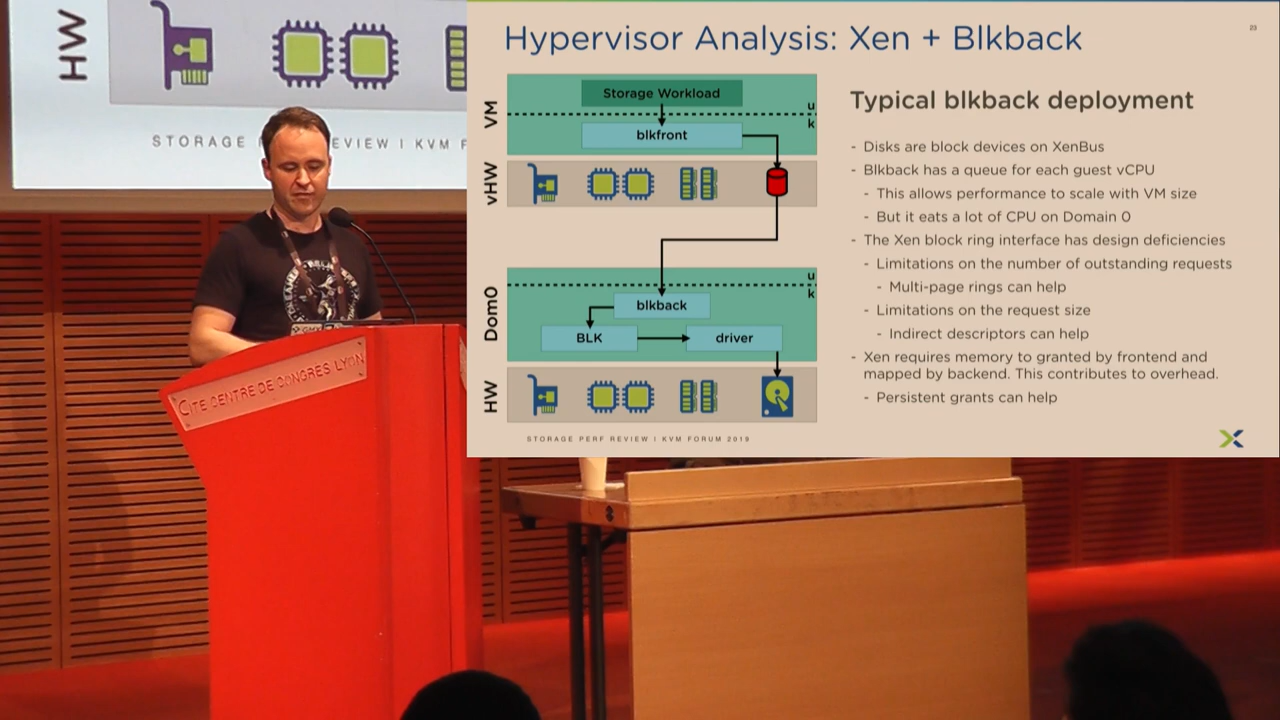 HW
STORAGE
EVIEW | KVM F
CITE CENTRE DE CONGRES LYON
Hypervisor Analysis: Xen + Blkback
23
VM
Storage Workload
u
k
blkfront
vHW
Dom0
u
k
blkback
BLK
driver
HW
STORAGE PERF REVIEW | KVM FORUM 2019
Typical blkback deployment
- Disks are block devices on XenBus
- Blkback has a queue for each guest vCPU
- This allows performance to scale with VM size
- But it eats a lot of CPU on Domain 0
- The Xen block ring interface has design deficiencies
- Limitations on the number of outstanding requests
- Multi-page rings can help
- Limitations on the request size
- Indirect descriptors can help
- Xen requires memory to granted by frontend and
mapped by backend. This contributes to overhead.
- Persistent grants can help